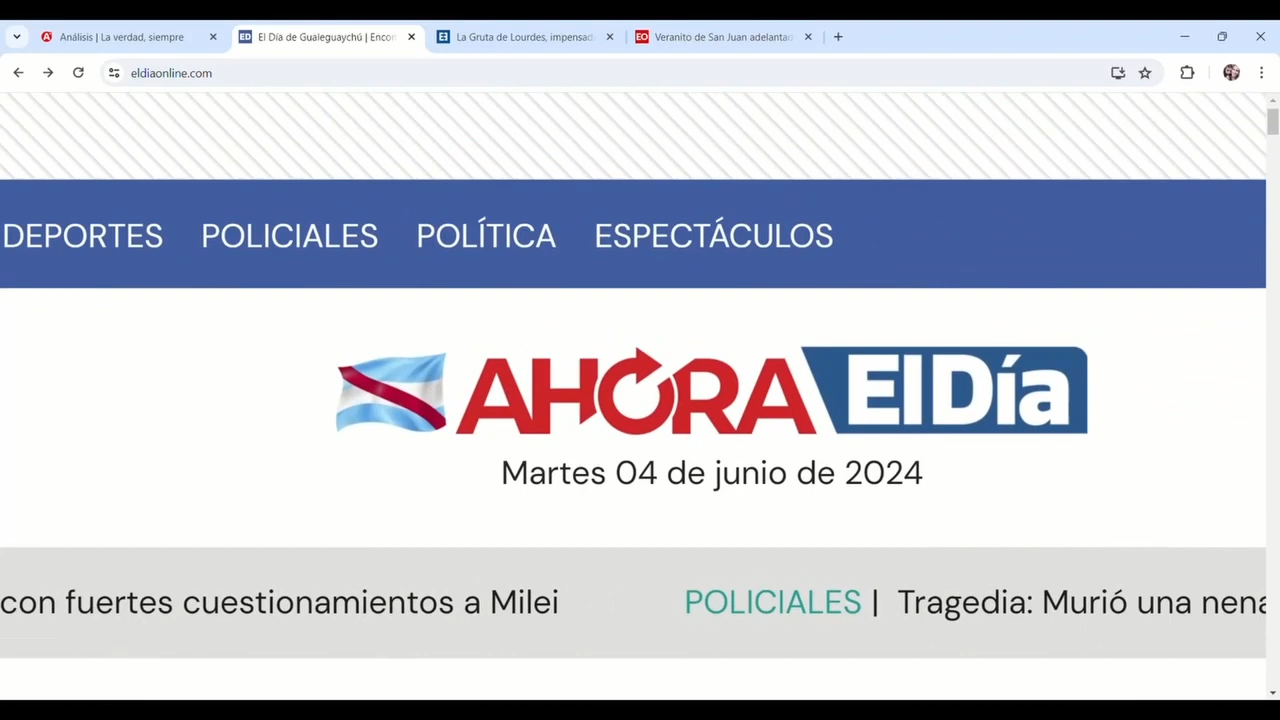 Análisis | La verdad, siempre
El Día de Gualeguaychú | Encon
La Gruta de Lourdes, impensad
Veranito de San Juan adelantad
eldiaonline.com
DEPORTES POLICIALES POLÍTICA ESPECTÁCULOS
AHORA El Día
Martes 04 de junio de 2024
con fuertes cuestionamientos a Milei POLICIALES | Tragedia: Murió una nena